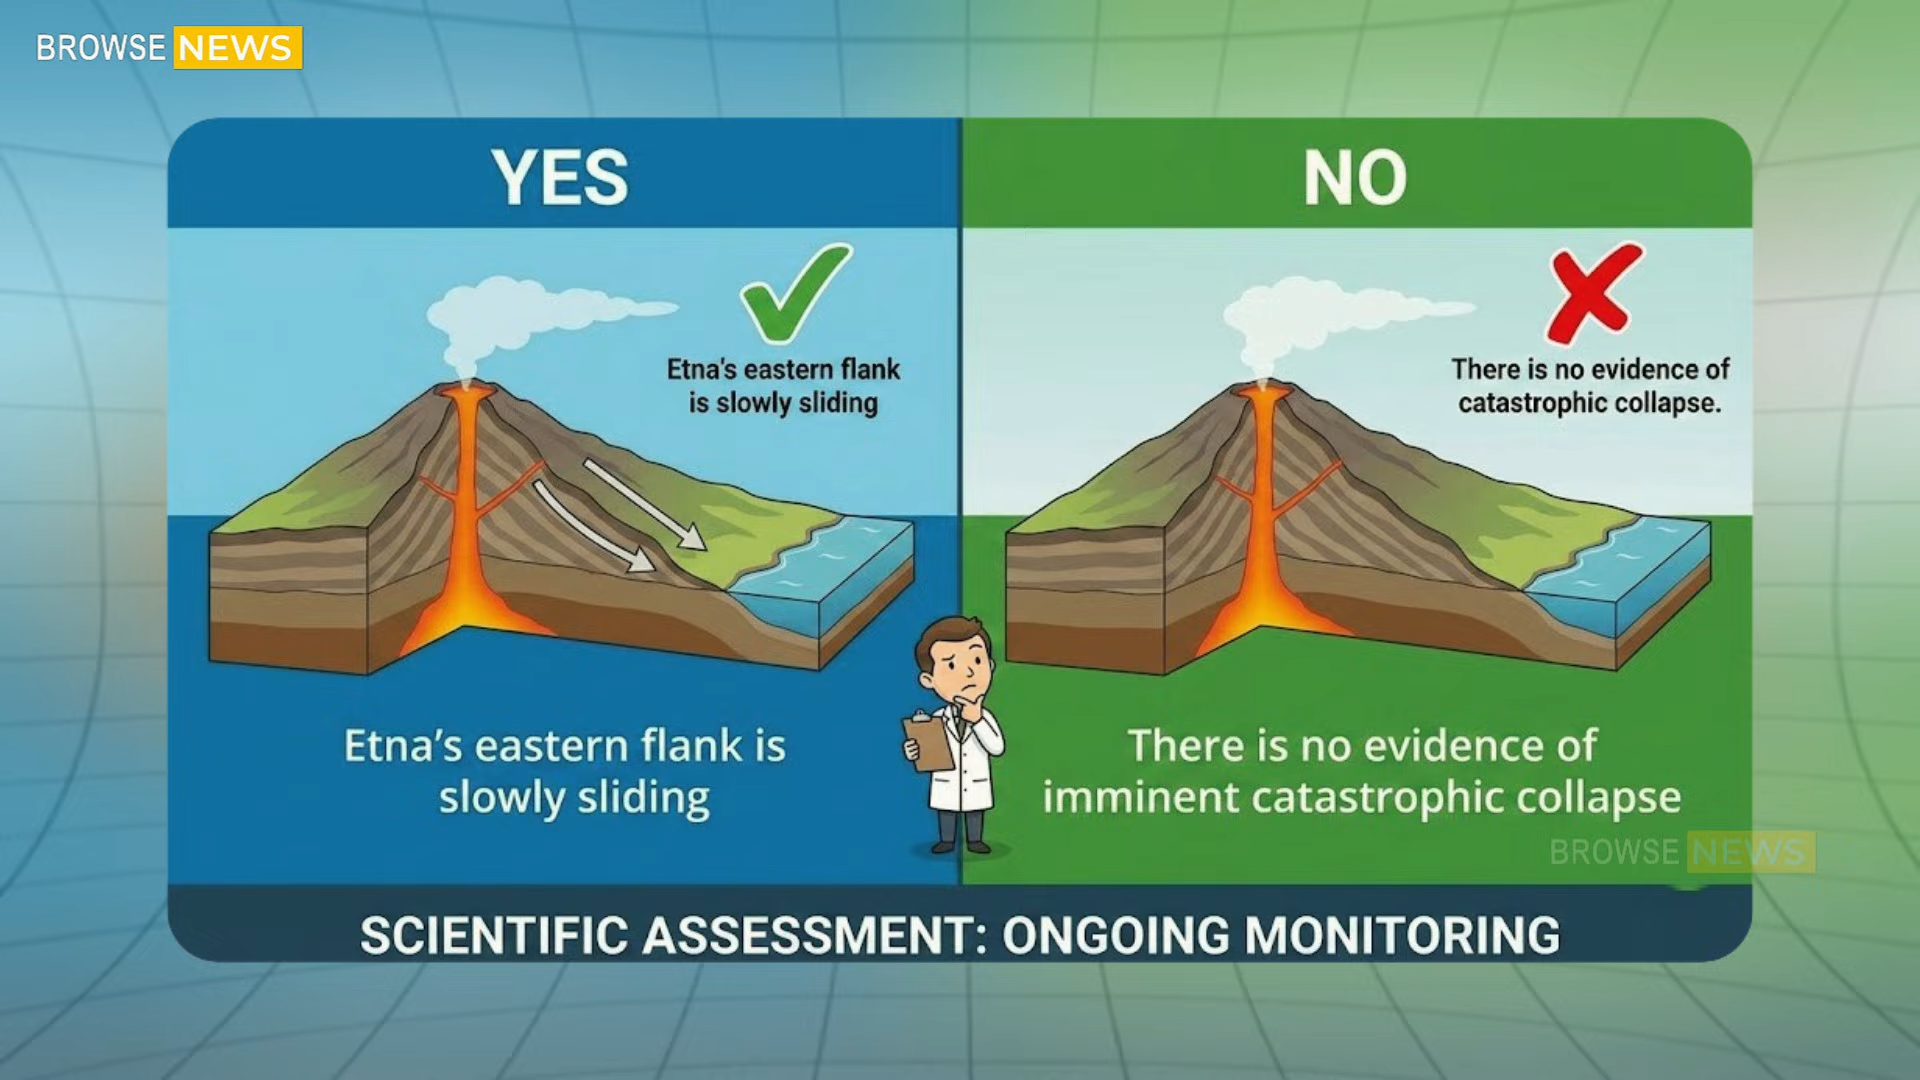 BROWSE NEWS
YES
NO
Etna's eastern flank
is slowly sliding
There is no evidence of
catastrophic collapse.
Etna's eastern flank is
slowly sliding
There is no evidence of
imminent catastrophic collapse
BROWSE NEWS
SCIENTIFIC ASSESSMENT: ONGOING MONITORING